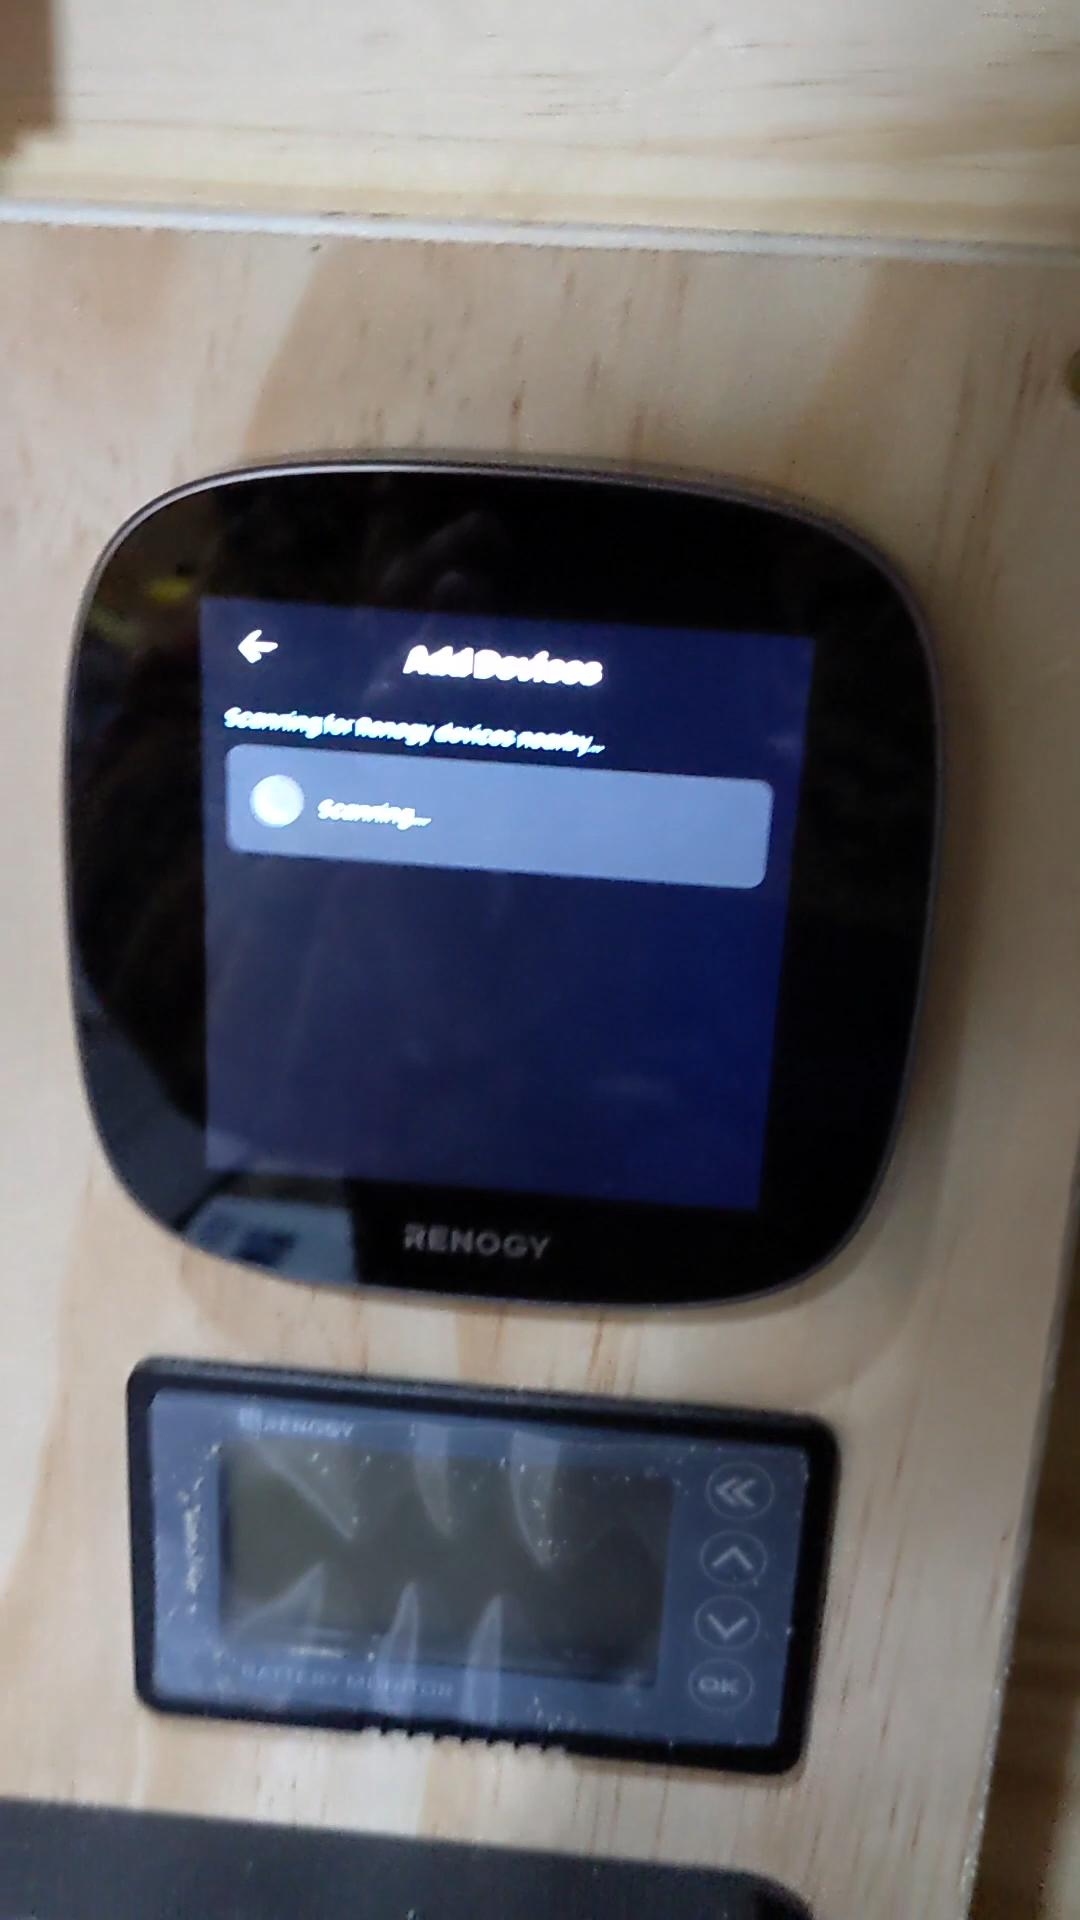 Add Devices
Scanning for Renogy devices nearby...
Scanning...
RENOGY
RENOGY
BATTERY MONITOR
OK